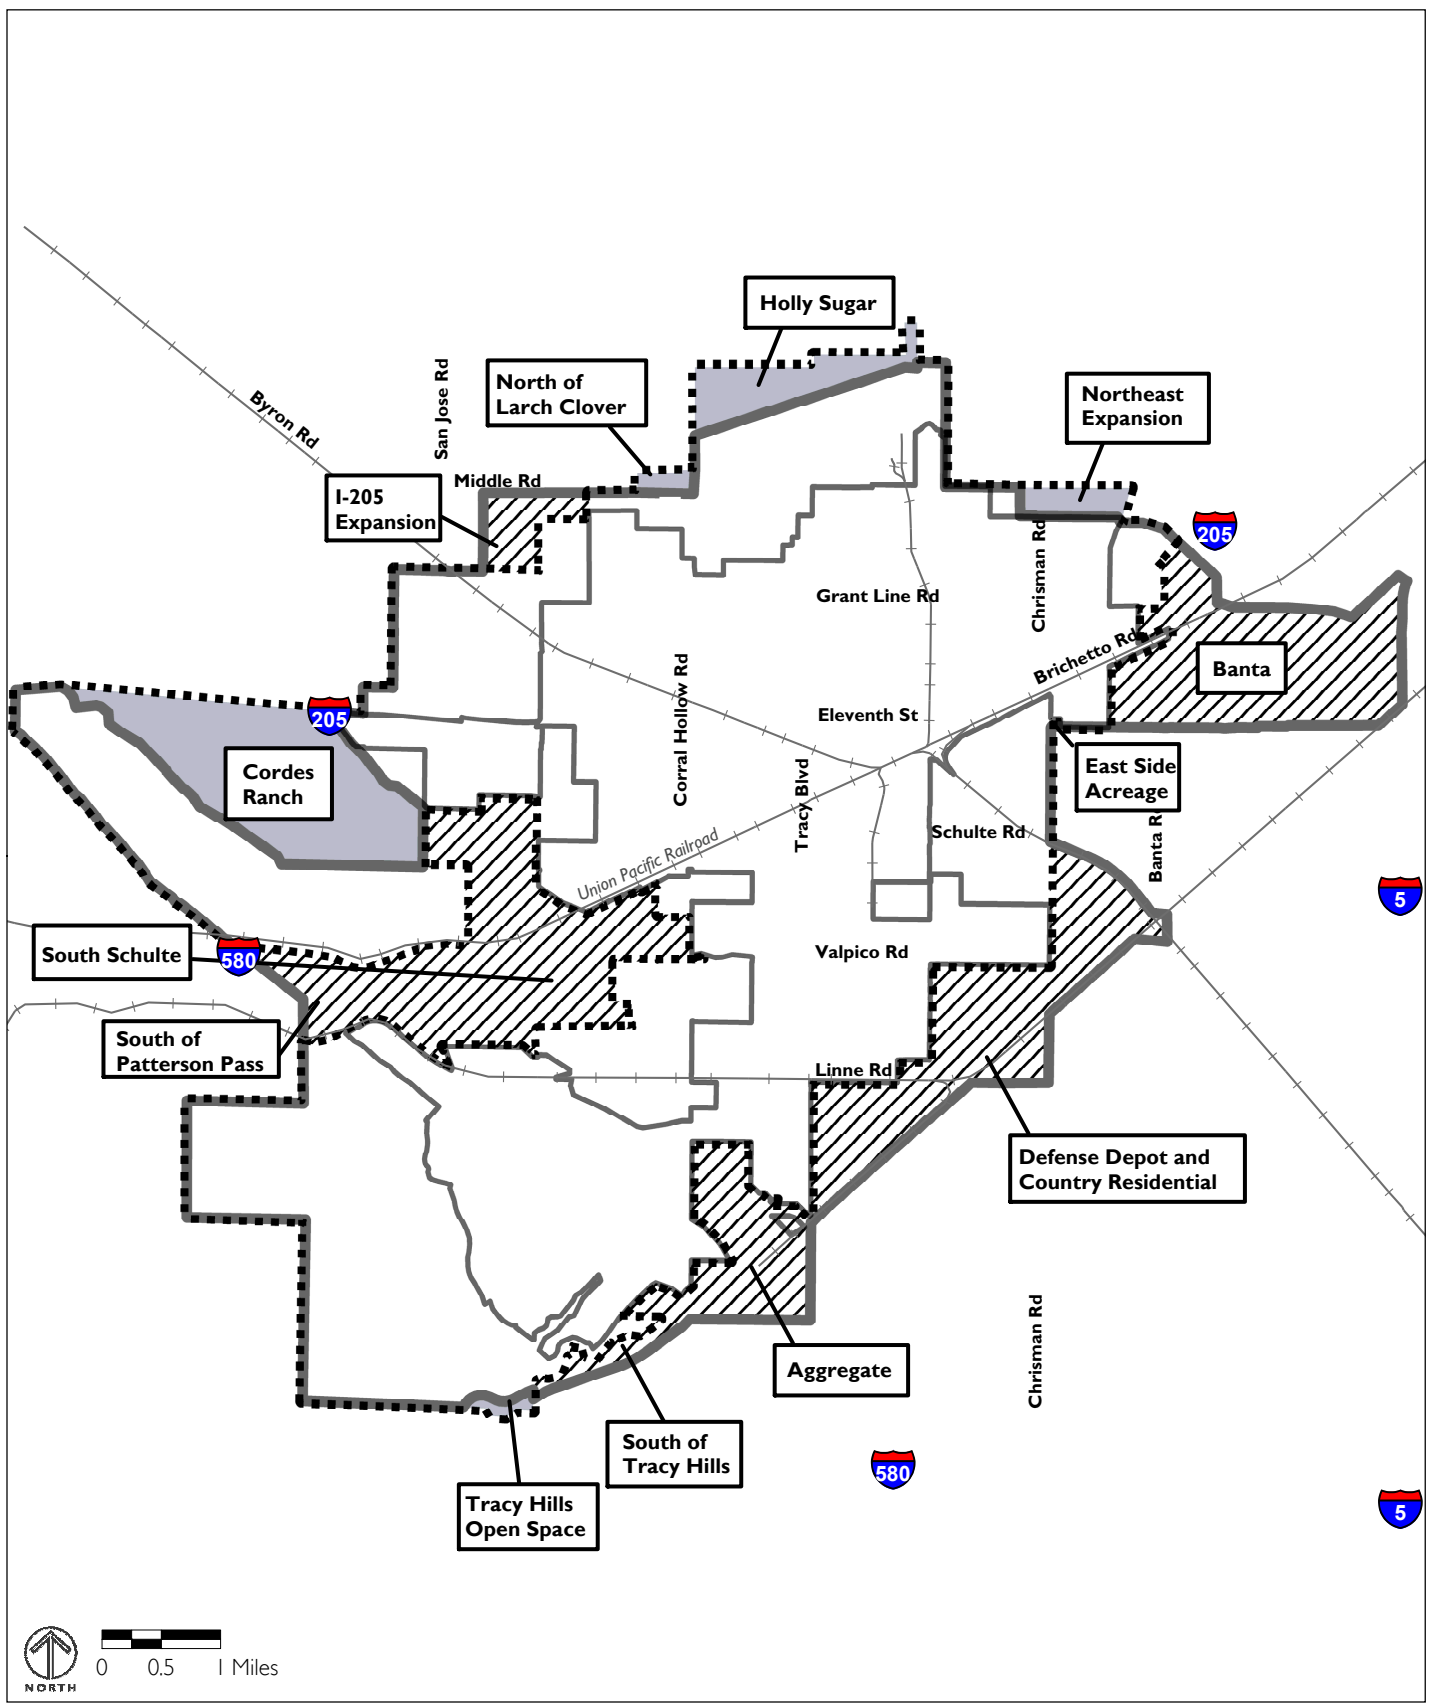 Holly Sugar
North of
Larch Clover
Northeast
Expansion
San Jose Rd
Byron Rd
Middle Rd
I-205
Expansion
205
Chrisman Rd
Grant Line Rd
Brichetto Rd
Banta
Corral Hollow Rd
205
Eleventh St
Cordes
Ranch
East Side
Acreage
Tracy Blvd
Schulte Rd
Banta R
Union Pacific Railroad
5
South Schulte
580
Valpico Rd
South of
Patterson Pass
Linne Rd
Defense Depot and
Country Residential
Chrisman Rd
Aggregate
South of
Tracy Hills
580
Tracy Hills
Open Space
5
NORTH
0 0.5 1 Miles